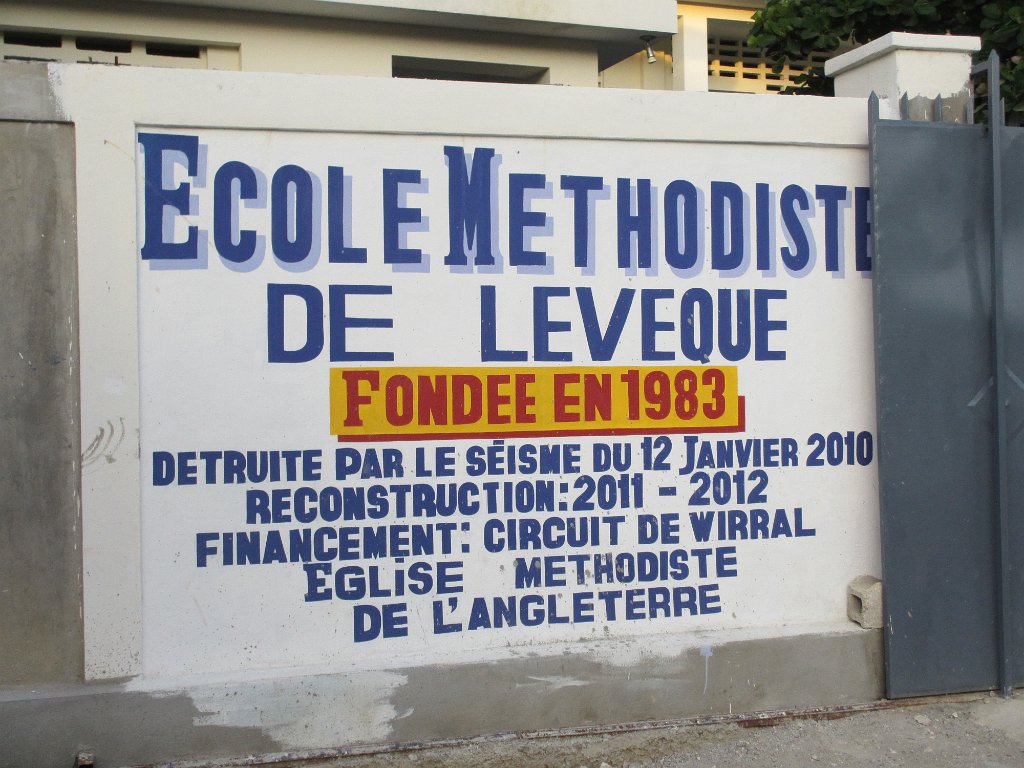 ECOLE METHODISTE
DE LEVEQUE
FONDEE EN 1983
DETRUITE PAR LE SÉISME DU 12 JANVIER 2010
RECONSTRUCTION: 2011 - 2012
FINANCEMENT: CIRCUIT DE WIRRAL
EGLISE METHODISTE
DE L'ANGLETERRE